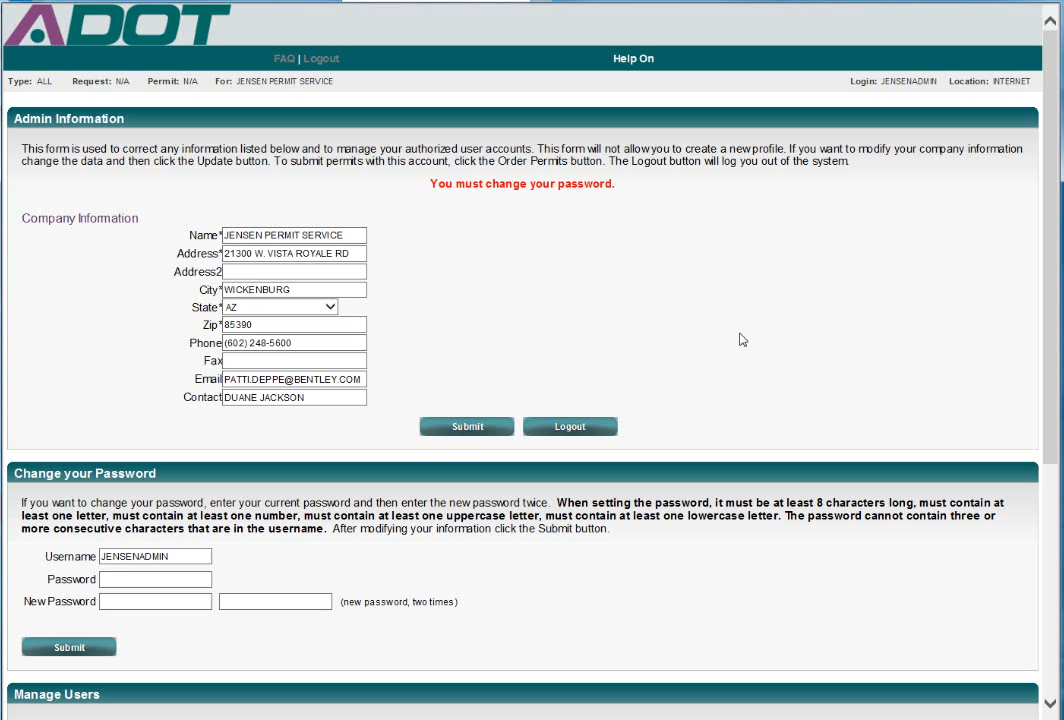 ADOT
FAQ | Logout
Help On
Type: ALL Request: N/A Permit: N/A For: JENSEN PERMIT SERVICE Login: JENSENADMIN Location: INTERNET
Admin Information
This form is used to correct any information listed below and to manage your authorized user accounts. This form will not allow you to create a new profile. If you want to modify your company information
change the data and then click the Update button. To submit permits with this account, click the Order Permits button. The Logout button will log you out of the system.
You must change your password.
Company Information
Name* JENSEN PERMIT SERVICE
Address* 21300 W. VISTA ROYALE RD
Address2
City* WICKENBURG
State* AZ
Zip* 85390
Phone (602) 248-5600
Fax
Email PATTI.DEPPE@BENTLEY.COM
Contact DUANE JACKSON
Submit Logout
Change your Password
If you want to change your password, enter your current password and then enter the new password twice. When setting the password, it must be at least 8 characters long, must contain at
least one letter, must contain at least one number, must contain at least one uppercase letter, must contain at least one lowercase letter. The password cannot contain three or
more consecutive characters that are in the username. After modifying your information click the Submit button.
Username JENSENADMIN
Password
New Password (new password, two times)
Submit
Manage Users